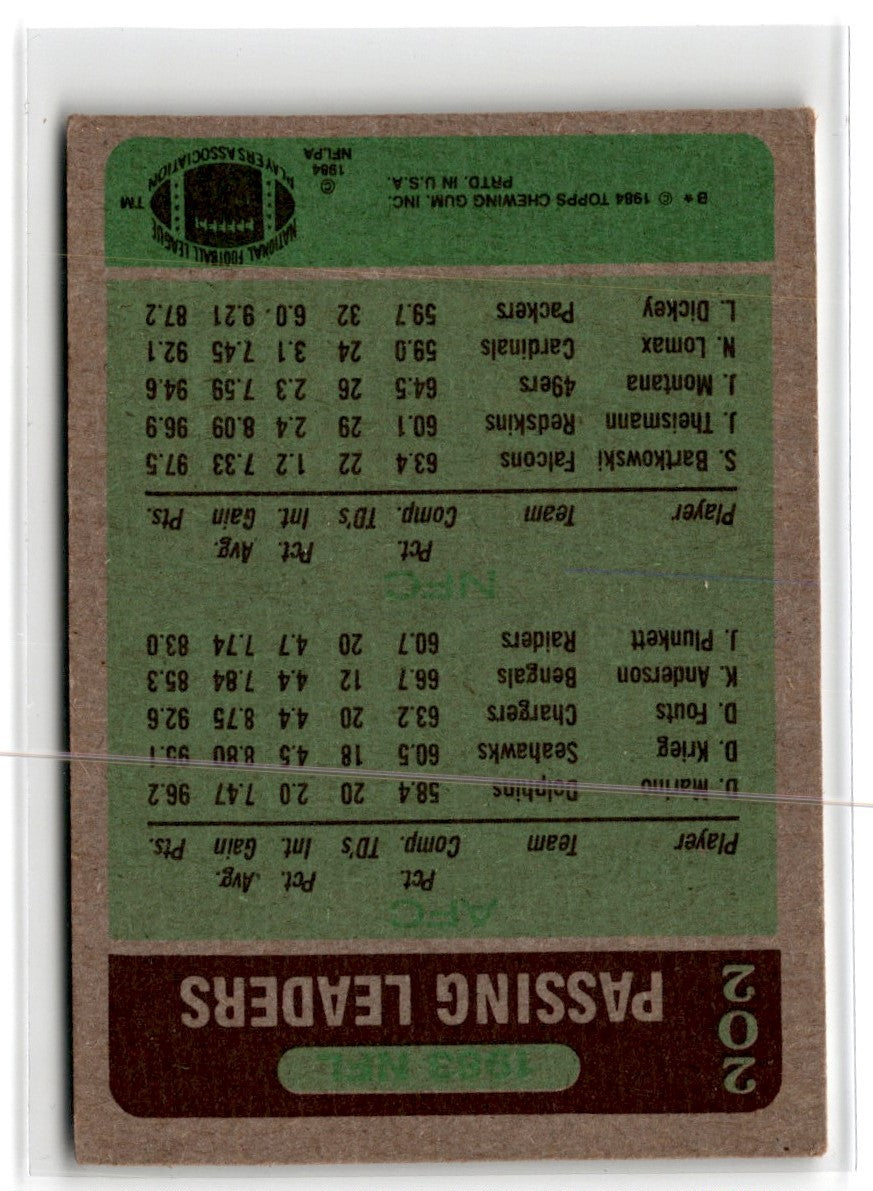 202
1983 NFL
PASSING LEADERS
AFC
Pct. Pct. Avg.
Player Team Comp. TD's Int. Gain Pts.
D. Marino Dolphins 58.4 20 2.0 7.47 96.2
D. Krieg Seahawks 60.5 18 4.5 8.80 95.1
D. Fouts Chargers 63.2 20 4.4 8.75 92.6
K. Anderson Bengals 66.7 12 4.4 7.84 85.3
J. Plunkett Raiders 60.7 20 4.7 7.74 83.0
NFC
Pct. Pct. Avg.
Player Team Comp. TD's Int. Gain Pts.
S. Bartkowski Falcons 63.4 22 1.2 7.33 97.5
J. Theismann Redskins 60.1 29 2.4 8.09 96.9
J. Montana 49ers 64.5 26 2.3 7.59 94.6
N. Lomax Cardinals 59.0 24 3.1 7.45 92.1
L. Dickey Packers 59.7 32 6.0 9.21 87.2
B* © 1984 TOPPS CHEWING GUM, INC.
PRTD. IN U.S.A.
© 1984
NFLPA
NATIONAL FOOTBALL LEAGUE
PLAYERS ASSOCIATION
TM